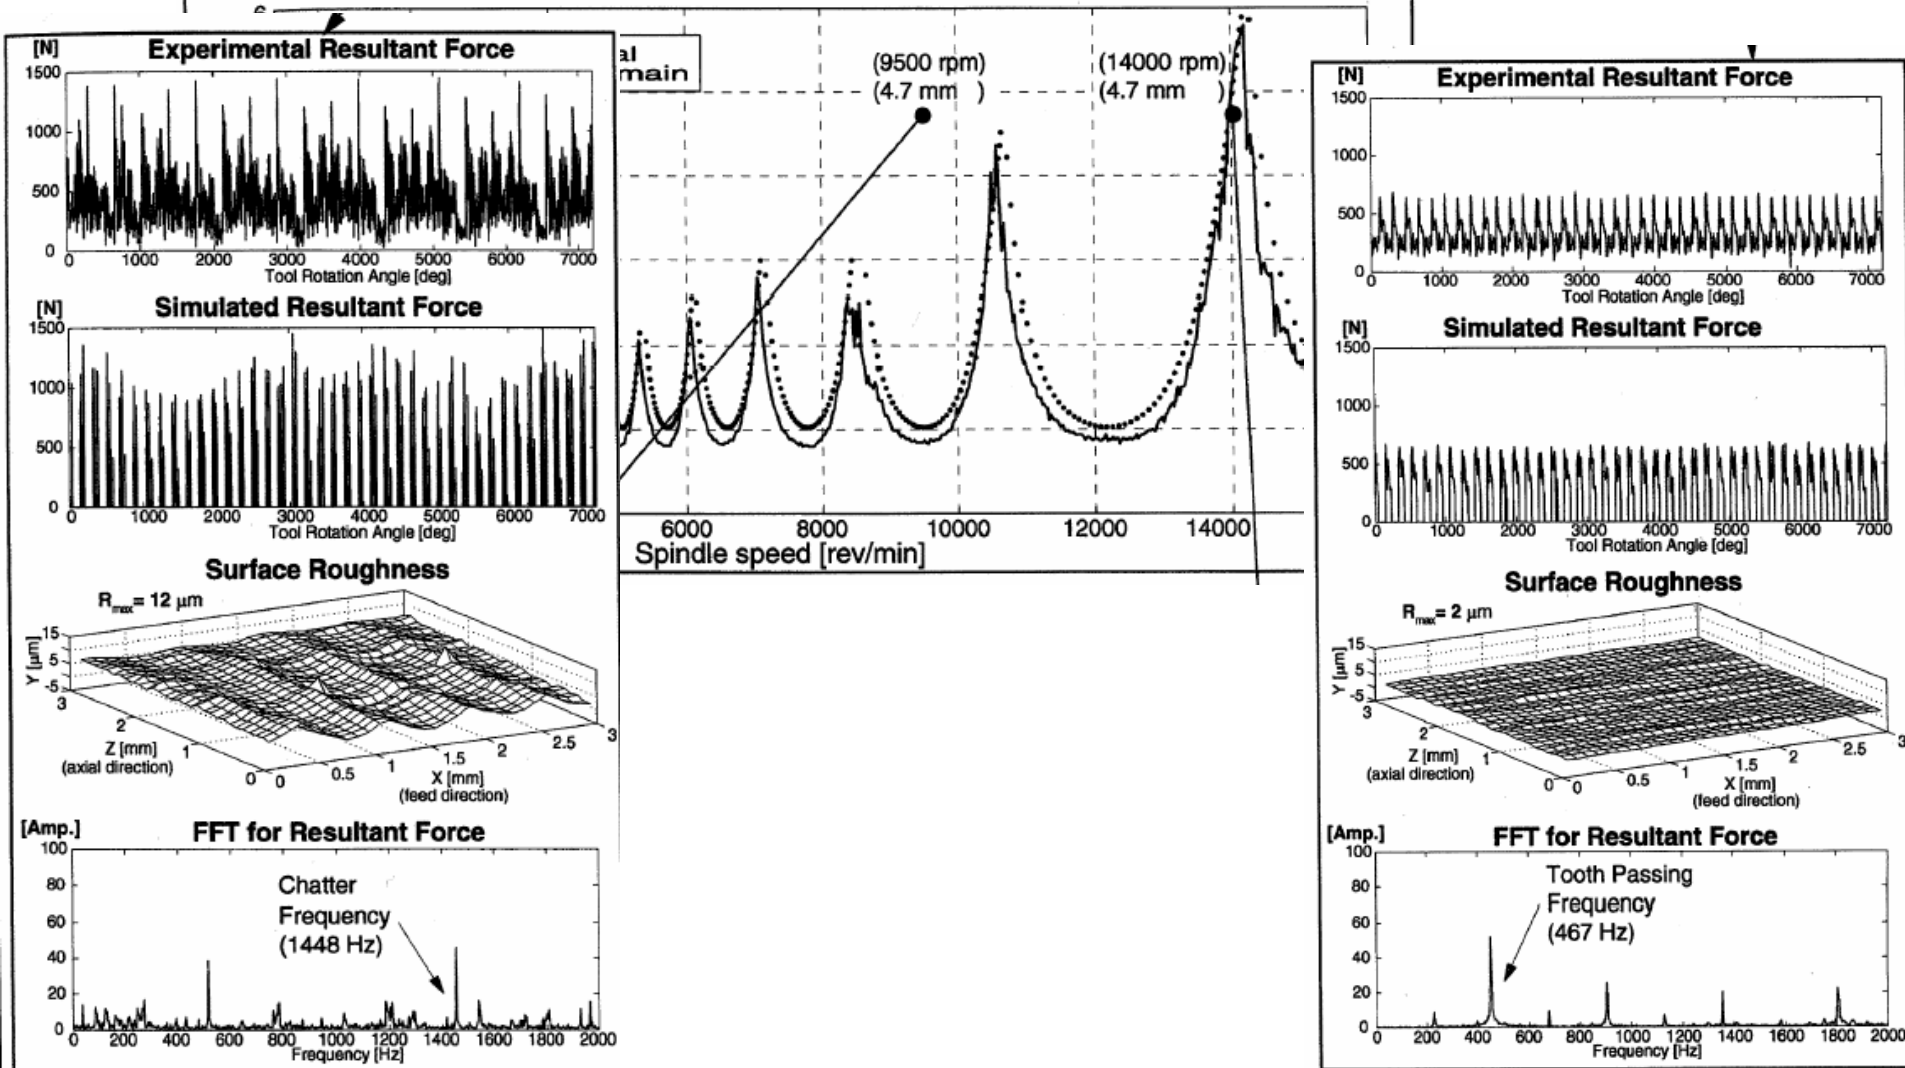 [N] Experimental Resultant Force
1500
1000
500
0
0 1000 2000 3000 4000 5000 6000 7000
Tool Rotation Angle [deg]
[N] Simulated Resultant Force
1500
1000
500
0
0 1000 2000 3000 4000 5000 6000 7000
Tool Rotation Angle [deg]
Surface Roughness
Rmax= 12 μm
Y [μm]
15
5
-5
3
2
1
0
Z [mm]
(axial direction)
0 0.5 1 1.5 2 2.5 3
X [mm]
(feed direction)
[Amp.] FFT for Resultant Force
100
80
60
40
20
0
Chatter
Frequency
(1448 Hz)
0 200 400 600 800 1000 1200 1400 1600 1800 2000
Frequency [Hz]
(9500 rpm)
(4.7 mm )
(14000 rpm)
(4.7 mm )
6000 8000 10000 12000 14000
Spindle speed [rev/min]
[N] Experimental Resultant Force
1500
1000
500
0
0 1000 2000 3000 4000 5000 6000 7000
Tool Rotation Angle [deg]
[N] Simulated Resultant Force
1500
1000
500
0
0 1000 2000 3000 4000 5000 6000 7000
Tool Rotation Angle [deg]
Surface Roughness
Rmax= 2 μm
Y [μm]
15
5
-5
3
2
1
0
Z [mm]
(axial direction)
0 0.5 1 1.5 2 2.5 3
X [mm]
(feed direction)
[Amp.] FFT for Resultant Force
100
80
60
40
20
0
Tooth Passing
Frequency
(467 Hz)
0 200 400 600 800 1000 1200 1400 1600 1800 2000
Frequency [Hz]